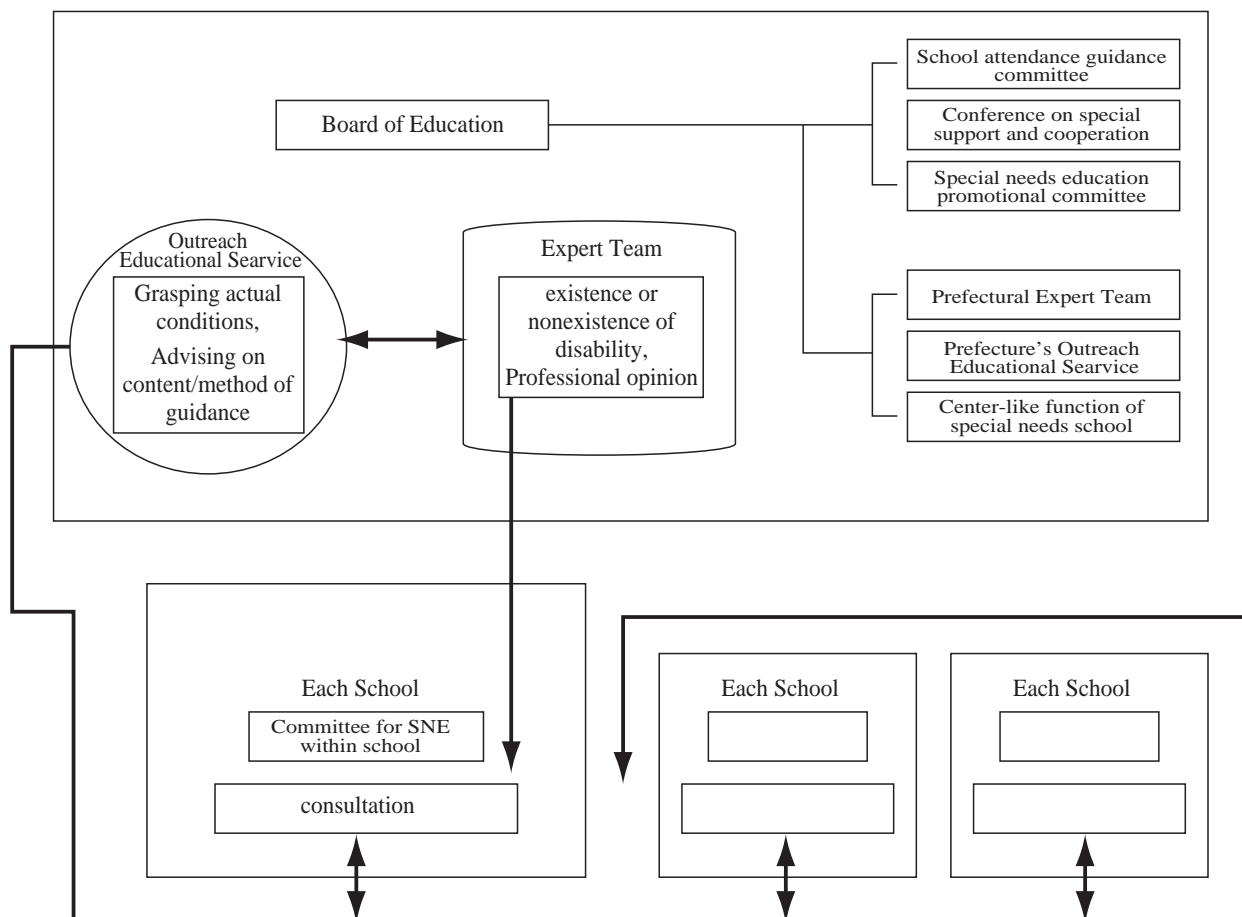 School attendance guidance
committee
Board of Education
Conference on special
support and cooperation
Special needs education
promotional committee
Outreach
Educational Searvice
Grasping actual
conditions,
Advising on
content/method of
guidance
Expert Team
existence or
nonexistence of
disability,
Professional opinion
Prefectural Expert Team
Prefecture's Outreach
Educational Searvice
Center-like function of
special needs school
Each School
Committee for SNE
within school
consultation
Each School
Each School